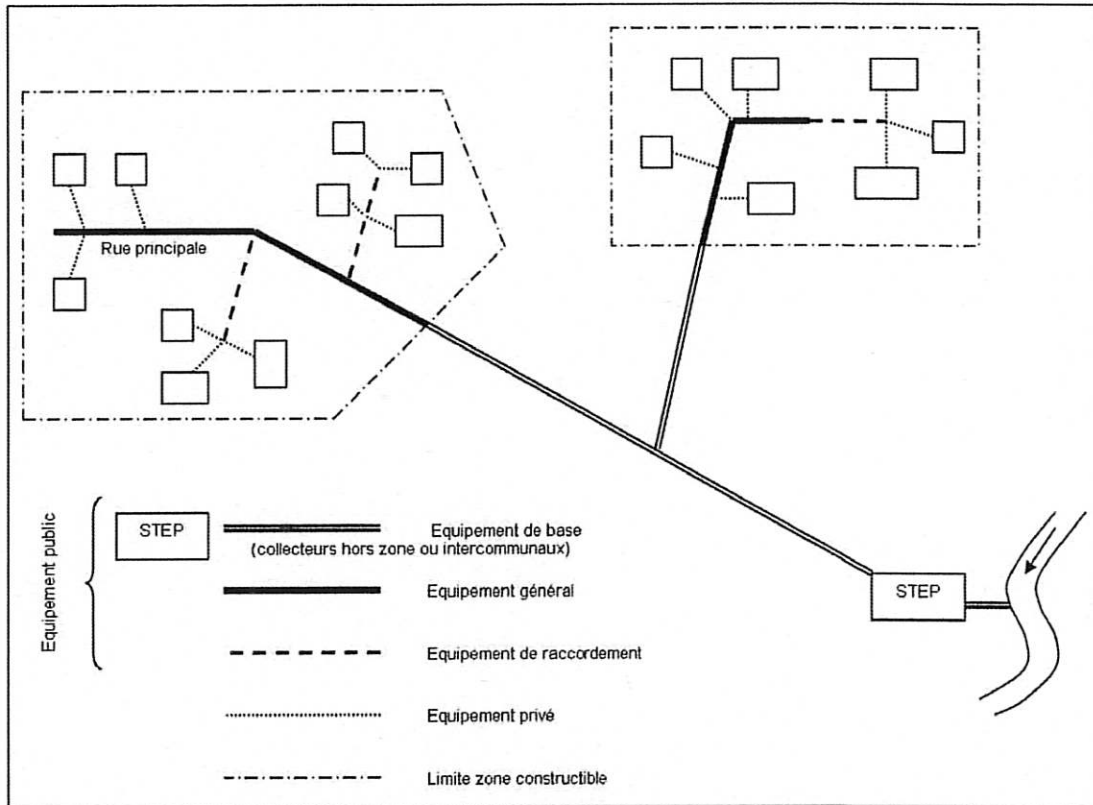 Rue principale
Equipement public
STEP
Equipement de base
(collecteurs hors zone ou intercommunaux)
Equipement général
Equipement de raccordement
Equipement privé
Limite zone constructible
STEP